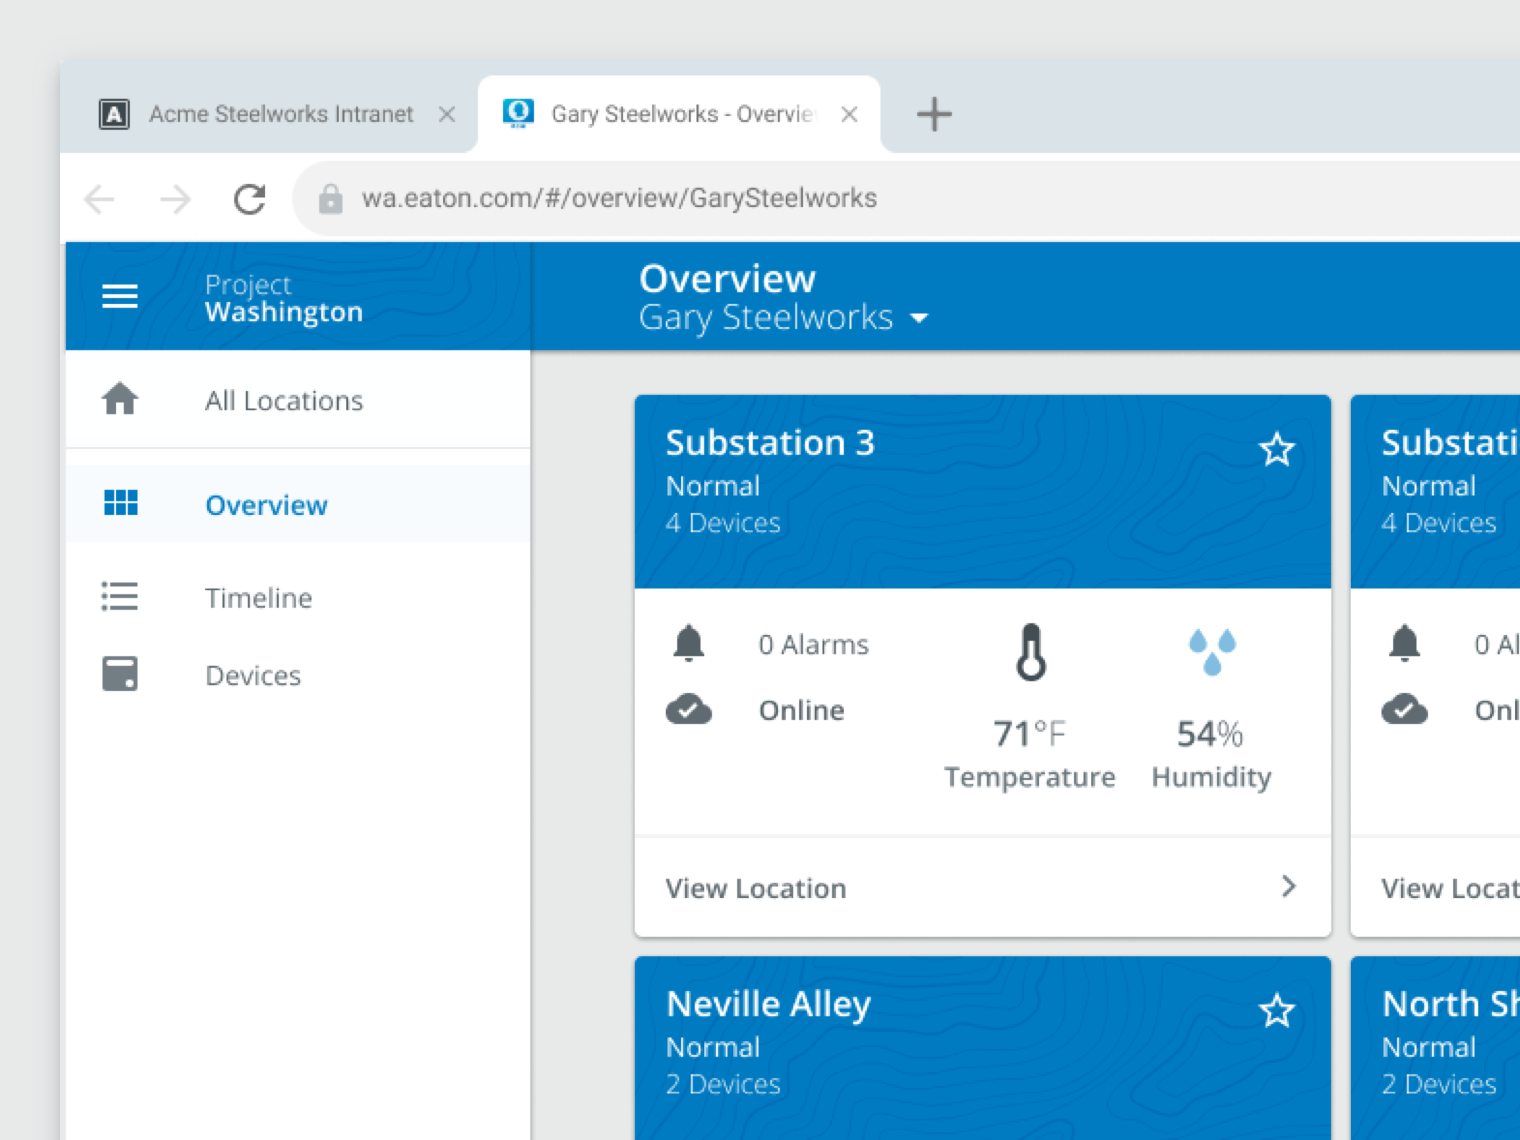 A Acme Steelworks Intranet
Gary Steelworks - Overvie
wa.eaton.com/#/overview/GarySteelworks
Project
Washington
Overview
Gary Steelworks
All Locations
Overview
Timeline
Devices
Substation 3
Normal
4 Devices
0 Alarms
Online
71°F
Temperature
54%
Humidity
View Location
Substati
Normal
4 Devices
0 Al
Onl
View Locat
Neville Alley
Normal
2 Devices
North Sh
Normal
2 Devices